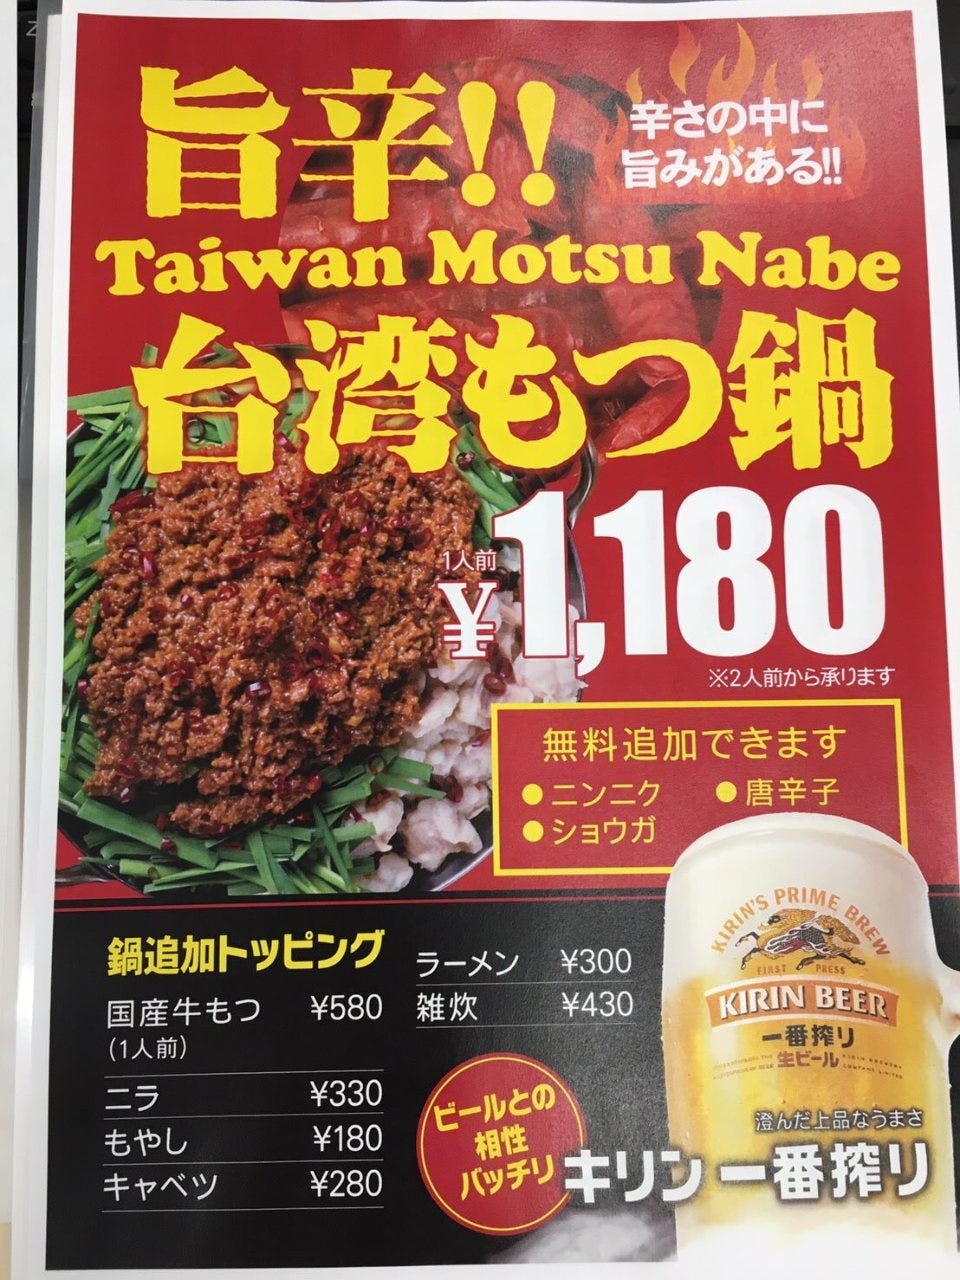 旨辛!!
辛さの中に
旨みがある!!
Taiwan Motsu Nabe
台湾もつ鍋
1人前
¥1,180
※2人前から承ります
無料追加できます
●ニンニク ●唐辛子
●ショウガ
鍋追加トッピング
国産牛もつ ¥580
(1人前)
ニラ ¥330
もやし ¥180
キャベツ ¥280
ラーメン ¥300
雑炊 ¥430
ビールとの
相性
バッチリ
KIRIN'S PRIME BREW
FIRST PRESS
KIRIN BEER
一番搾り
生ビール
澄んだ上品なうまさ
キリン一番搾り